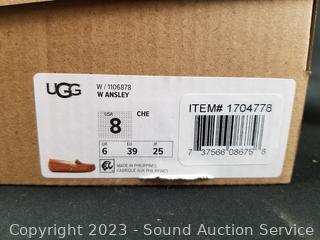 UGG
W / 1106878
W ANSLEY
USA
8
CHE
UK
6
EU
39
JP
25
MADE IN PHILIPPINES
FABRIQUE AUX PHILIPPINES
ITEM# 1704778
7 37566 08675 8
Copyright 2023 - Sound Auction Service